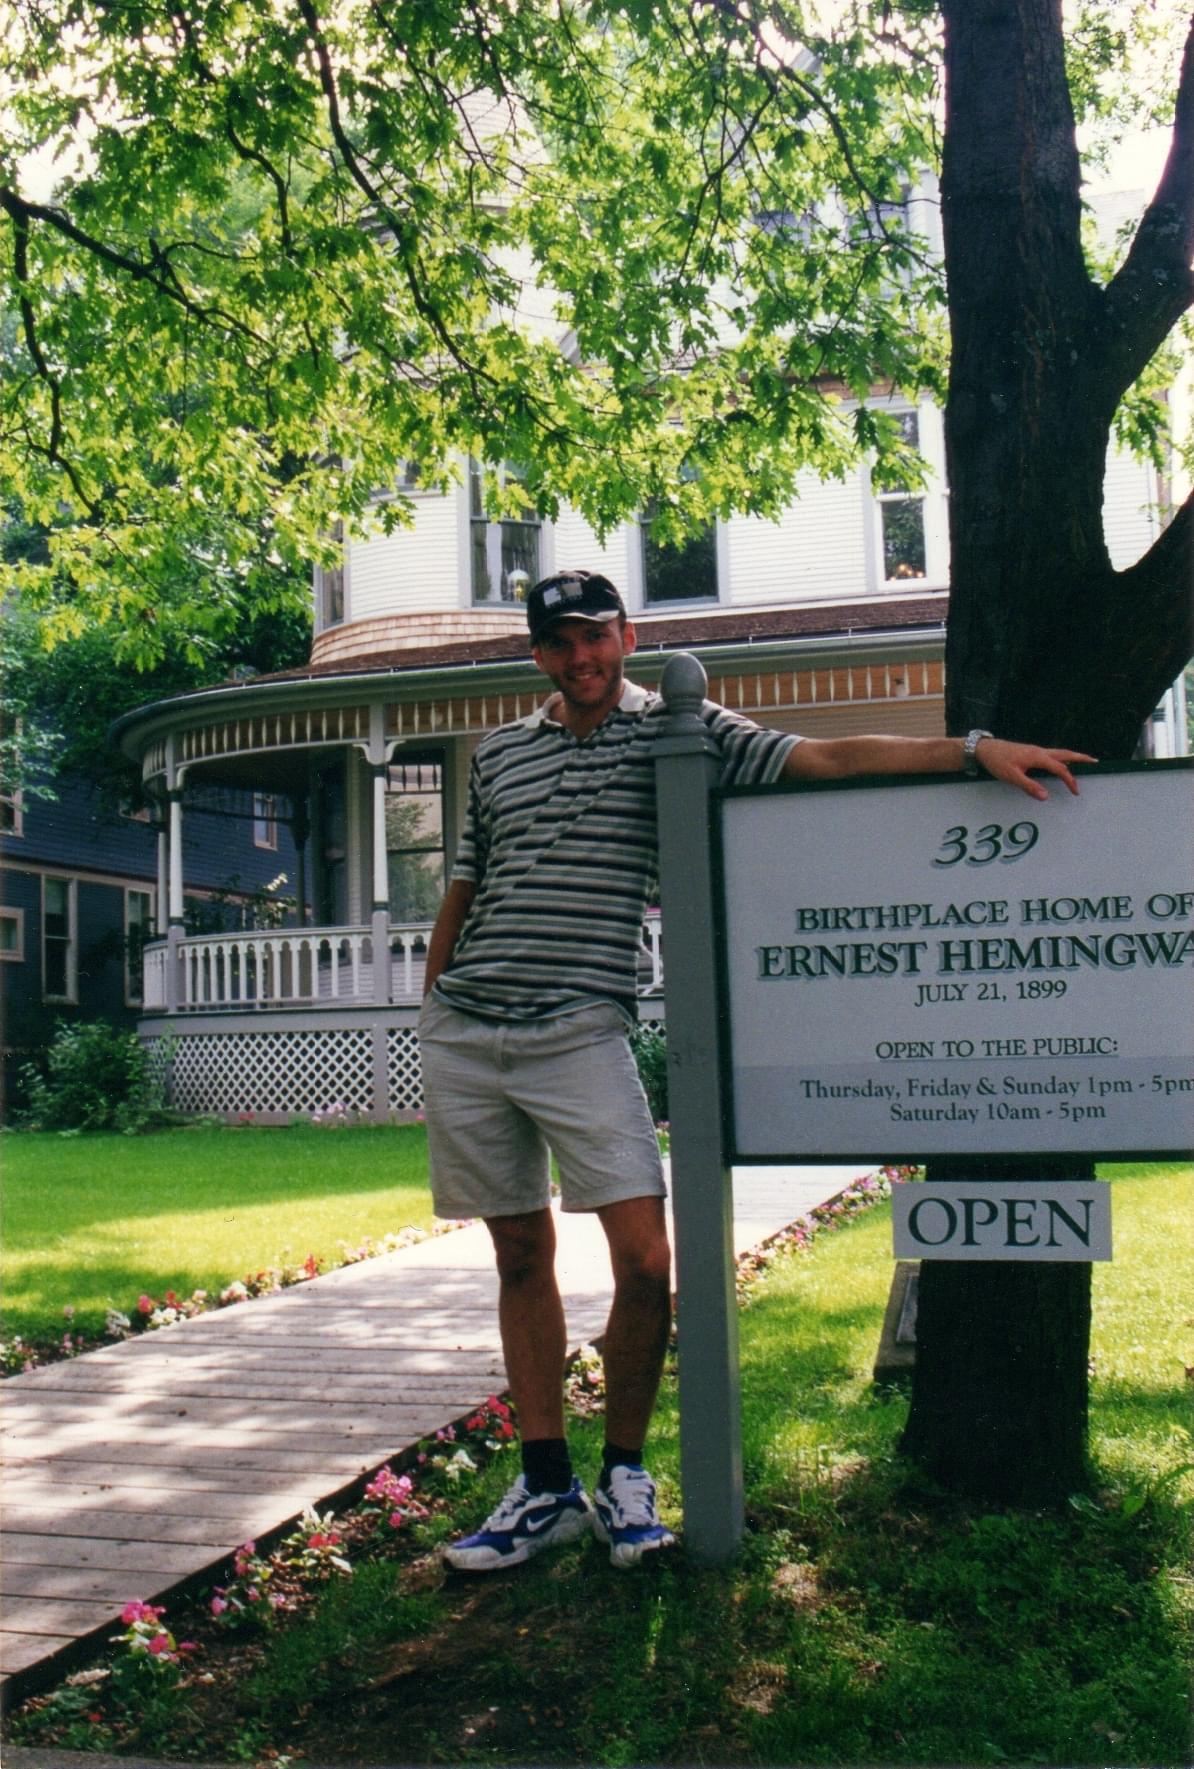 339
BIRTHPLACE HOME OF
ERNEST HEMINGWA
JULY 21, 1899
OPEN TO THE PUBLIC:
Thursday, Friday & Sunday 1pm - 5pm
Saturday 10am - 5pm
OPEN